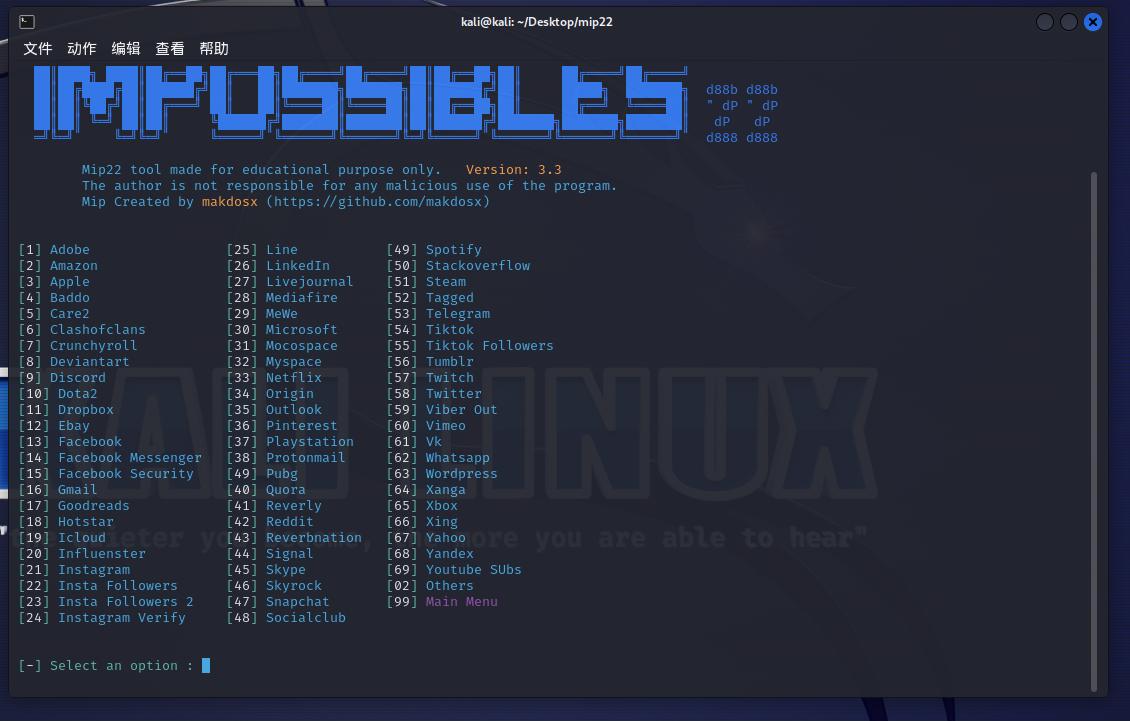 kali@kali: ~/Desktop/mip22
文件 动作 编辑 查看 帮助
IMPOSSIBLES
d88b d88b
" dP " dP
dP dP
d888 d888
Mip22 tool made for educational purpose only. Version: 3.3
The author is not responsible for any malicious use of the program.
Mip Created by makdosx (https://github.com/makdosx)
[1] Adobe [25] Line [49] Spotify
[2] Amazon [26] LinkedIn [50] Stackoverflow
[3] Apple [27] Livejournal [51] Steam
[4] Baddo [28] Mediafire [52] Tagged
[5] Care2 [29] MeWe [53] Telegram
[6] Clashofclans [30] Microsoft [54] Tiktok
[7] Crunchyroll [31] Mocospace [55] Tiktok Followers
[8] Deviantart [32] Myspace [56] Tumblr
[9] Discord [33] Netflix [57] Twitch
[10] Dota2 [34] Origin [58] Twitter
[11] Dropbox [35] Outlook [59] Viber Out
[12] Ebay [36] Pinterest [60] Vimeo
[13] Facebook [37] Playstation [61] Vk
[14] Facebook Messenger [38] Protonmail [62] Whatsapp
[15] Facebook Security [49] Pubg [63] Wordpress
[16] Gmail [40] Quora [64] Xanga
[17] Goodreads [41] Reverly [65] Xbox
[18] Hotstar [42] Reddit [66] Xing
[19] Icloud [43] Reverbnation [67] Yahoo
[20] Influenster [44] Signal [68] Yandex
[21] Instagram [45] Skype [69] Youtube SUbs
[22] Insta Followers [46] Skyrock [02] Others
[23] Insta Followers 2 [47] Snapchat [99] Main Menu
[24] Instagram Verify [48] Socialclub
[-] Select an option :
KALI LINUX
you are able to hear"